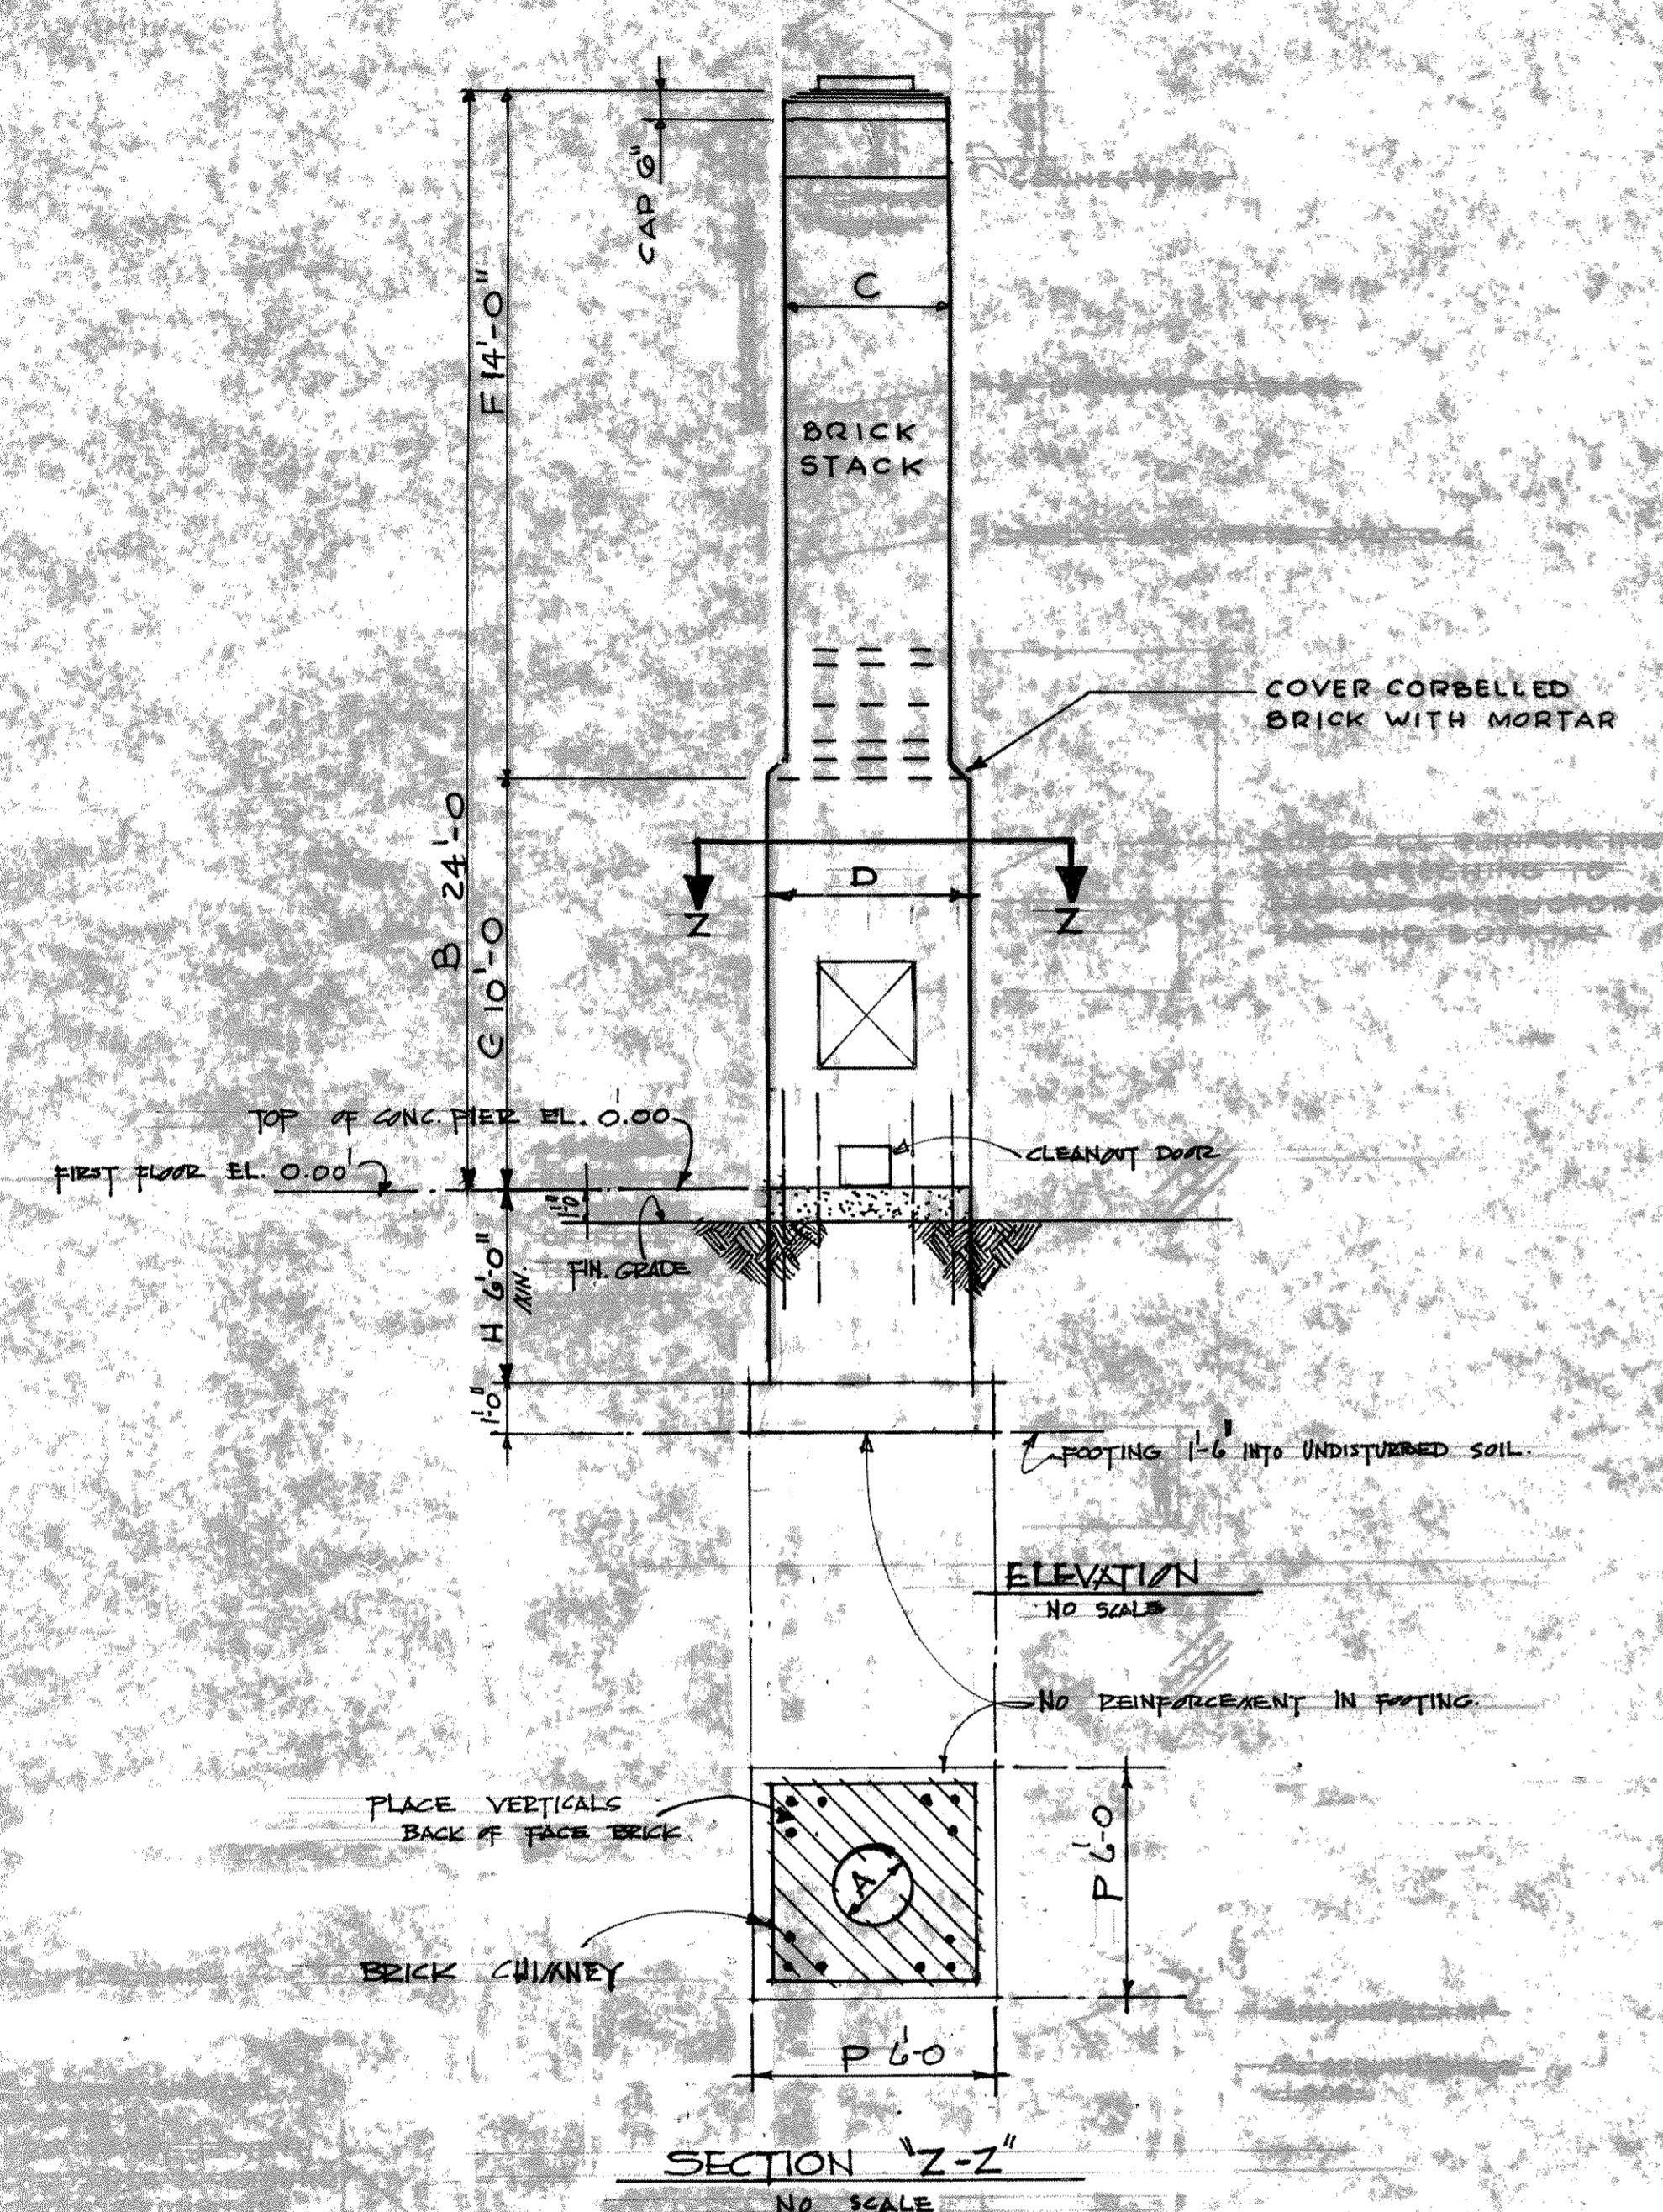 CAP 6"
F 14'-0"
C
BRICK
STACK
COVER CORBELLED
BRICK WITH MORTAR
B 24'-0
G 10'-0
D
Z
Z
TOP OF CONC. PIER EL. 0.00'
FIRST FLOOR EL. 0.00'
CLEANOUT DOOR
1'-0"
FIN. GRADE
H 6'-0"
MIN.
1'-0"
FOOTING 1'-6" INTO UNDISTURBED SOIL.
ELEVATION
NO SCALE
NO REINFORCEMENT IN FOOTING.
PLACE VERTICALS
BACK OF FACE BRICK
A
P 6'-0
BRICK CHIMNEY
P 6'-0
SECTION "Z-Z"
NO SCALE